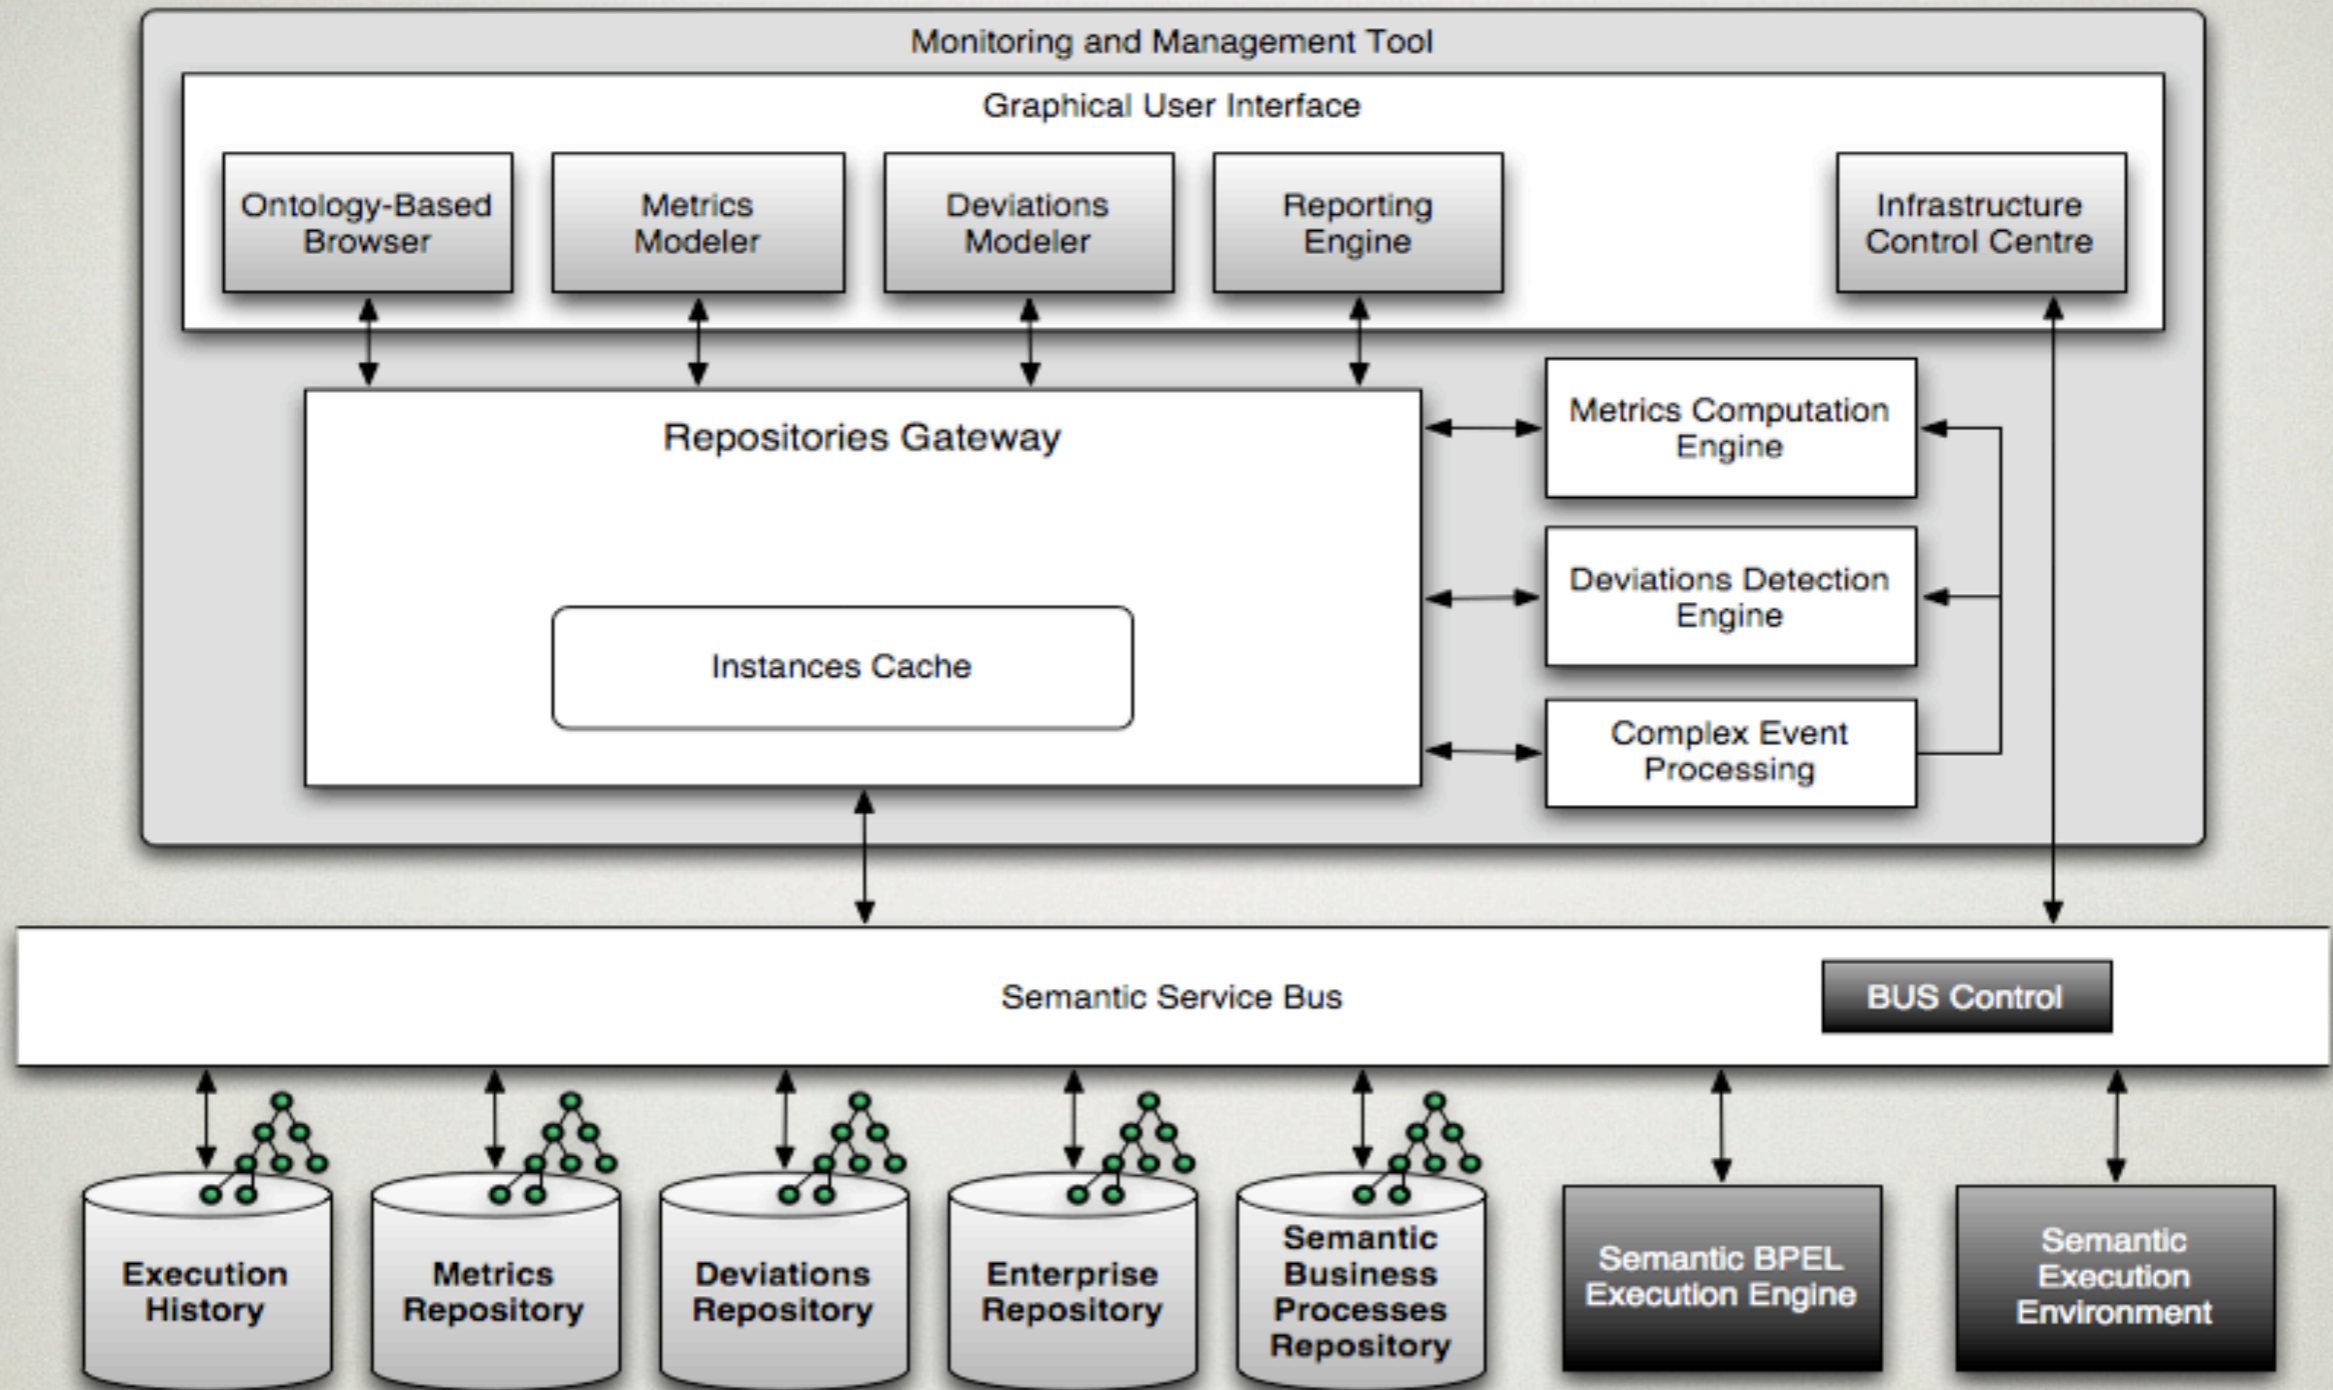 Monitoring and Management Tool
Graphical User Interface
Ontology-Based
Browser
Metrics
Modeler
Deviations
Modeler
Reporting
Engine
Infrastructure
Control Centre
Repositories Gateway
Instances Cache
Metrics Computation
Engine
Deviations Detection
Engine
Complex Event
Processing
Semantic Service Bus
BUS Control
Execution
History
Metrics
Repository
Deviations
Repository
Enterprise
Repository
Semantic
Business
Processes
Repository
Semantic BPEL
Execution Engine
Semantic
Execution
Environment